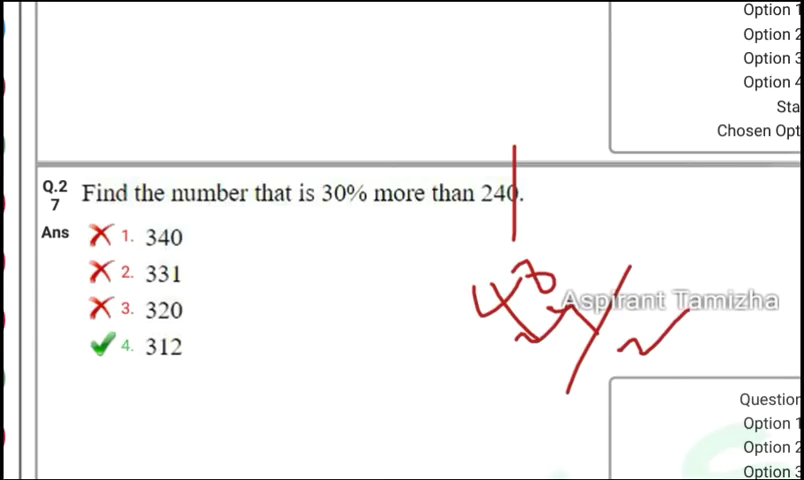 Option 1
Option 2
Option 3
Option 4
Sta
Chosen Opt
Q.2
7
Find the number that is 30% more than 240.
Ans
1. 340
2. 331
3. 320
4. 312
Aspirant Tamizha
Question
Option 1
Option 2
Option 3